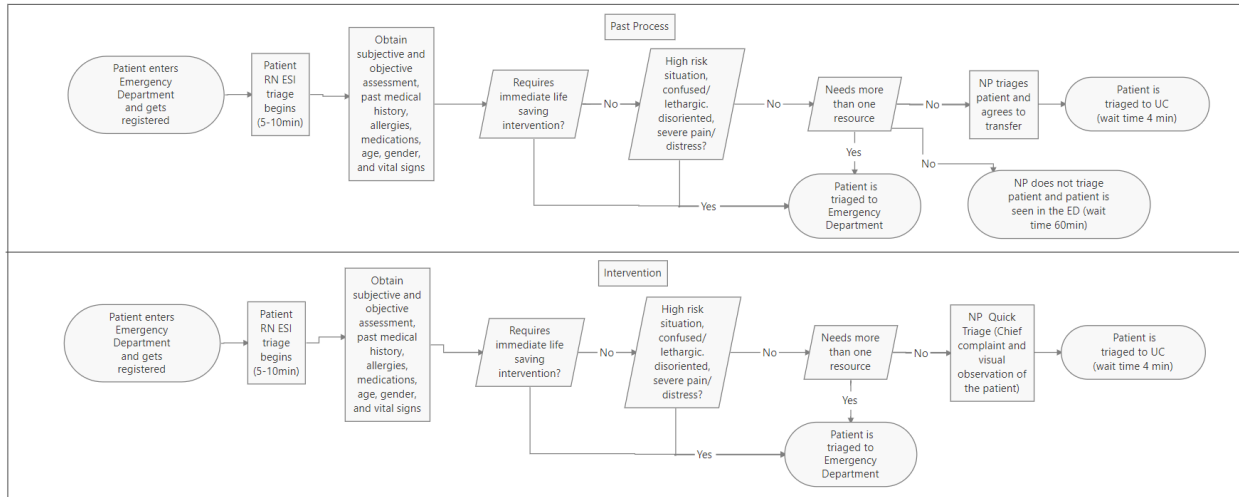 Past Process
Patient enters
Emergency
Department
and gets
registered
Patient
RN ESI
triage
begins
(5-10min)
Obtain
subjective and
objective
assessment,
past medical
history,
allergies,
medications,
age, gender,
and vital signs
Requires
immediate life
saving
intervention?
No
High risk
situation,
confused/
lethargic.
disoriented,
severe pain/
distress?
No
Needs more
than one
resource
No
NP triages
patient and
agrees to
transfer
Patient is
triaged to UC
(wait time 4 min)
Yes
No
Yes
Patient is
triaged to
Emergency
Department
NP does not triage
patient and patient is
seen in the ED (wait
time 60min)
Intervention
Patient enters
Emergency
Department
and gets
registered
Patient
RN ESI
triage
begins
(5-10min)
Obtain
subjective and
objective
assessment,
past medical
history,
allergies,
medications,
age, gender,
and vital signs
Requires
immediate life
saving
intervention?
No
High risk
situation,
confused/
lethargic.
disoriented,
severe pain/
distress?
No
Needs more
than one
resource
No
NP Quick
Triage (Chief
complaint and
visual
observation of
the patient)
Patient is
triaged to UC
(wait time 4 min)
Yes
Yes
Patient is
triaged to
Emergency
Department